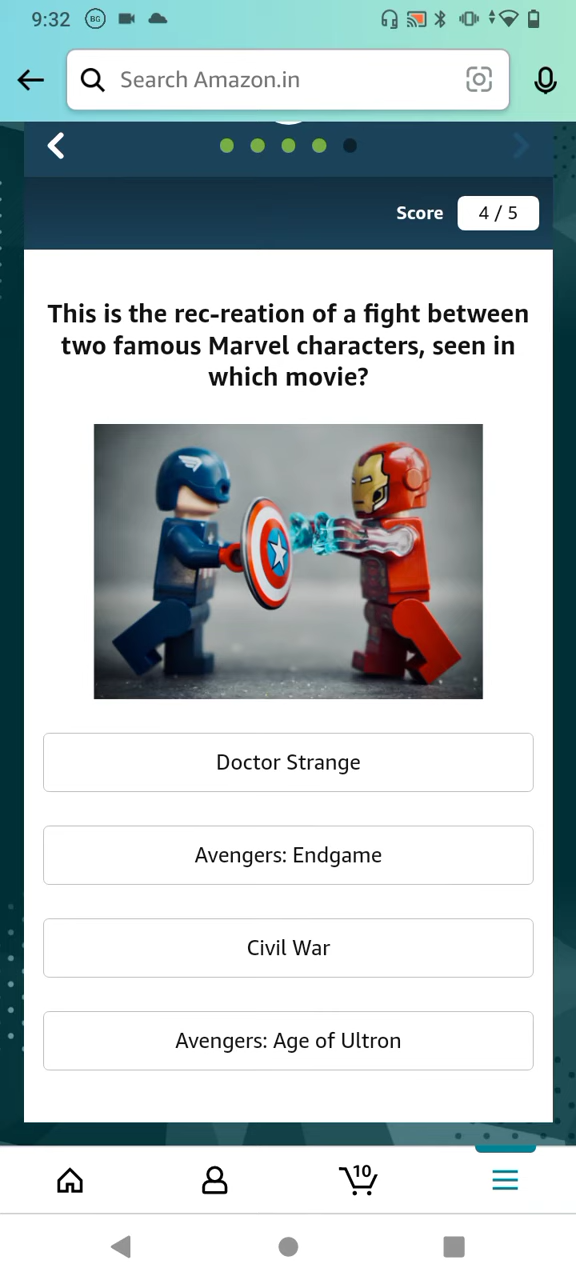 9:32 BG
Search Amazon.in
Score 4 / 5
This is the rec-reation of a fight between
two famous Marvel characters, seen in
which movie?
Doctor Strange
Avengers: Endgame
Civil War
Avengers: Age of Ultron
10